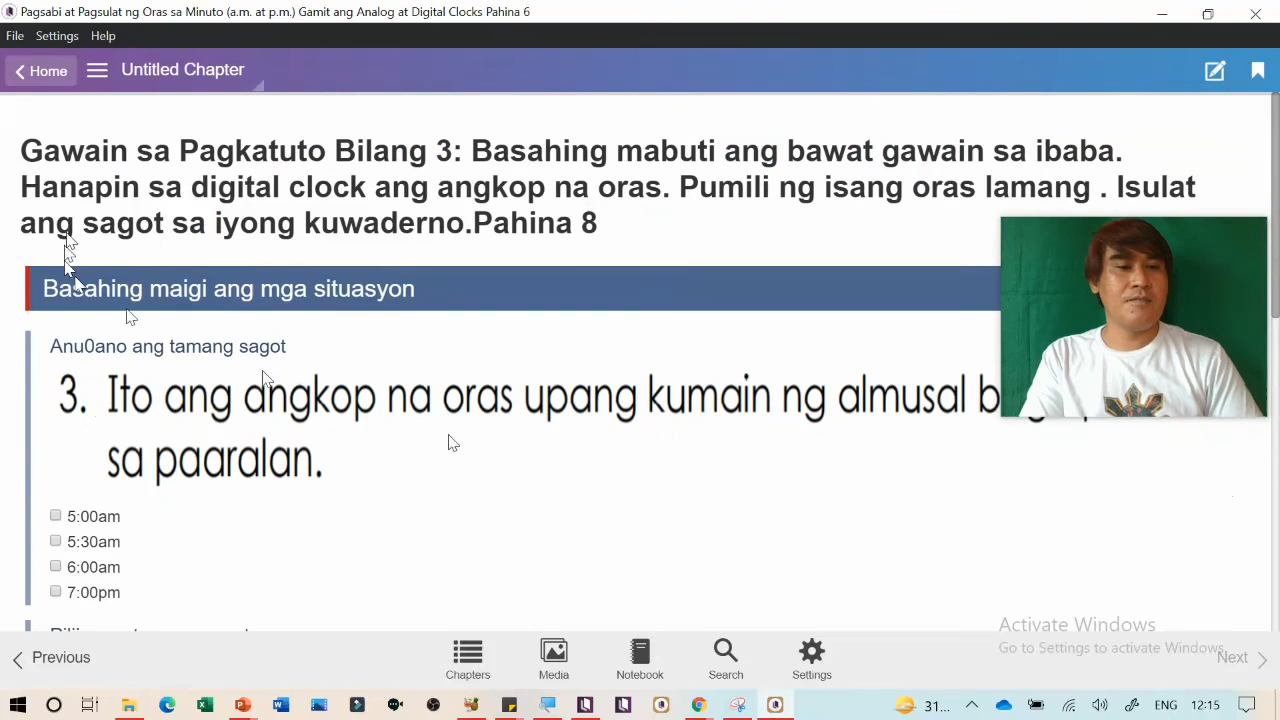 Pagsabi at Pagsulat ng Oras sa Minuto (a.m. at p.m.) Gamit ang Analog at Digital Clocks Pahina 6
File Settings Help
Home Untitled Chapter
Gawain sa Pagkatuto Bilang 3: Basahing mabuti ang bawat gawain sa ibaba.
Hanapin sa digital clock ang angkop na oras. Pumili ng isang oras lamang . Isulat
ang sagot sa iyong kuwaderno.Pahina 8
Basahing maigi ang mga situasyon
Anu0ano ang tamang sagot
3. Ito ang angkop na oras upang kumain ng almusal
sa paaralan.
5:00am
5:30am
6:00am
7:00pm
Activate Windows
Go to Settings to activate Windows.
Previous
Chapters Media Notebook Search Settings
Next
31... ENG 12:15